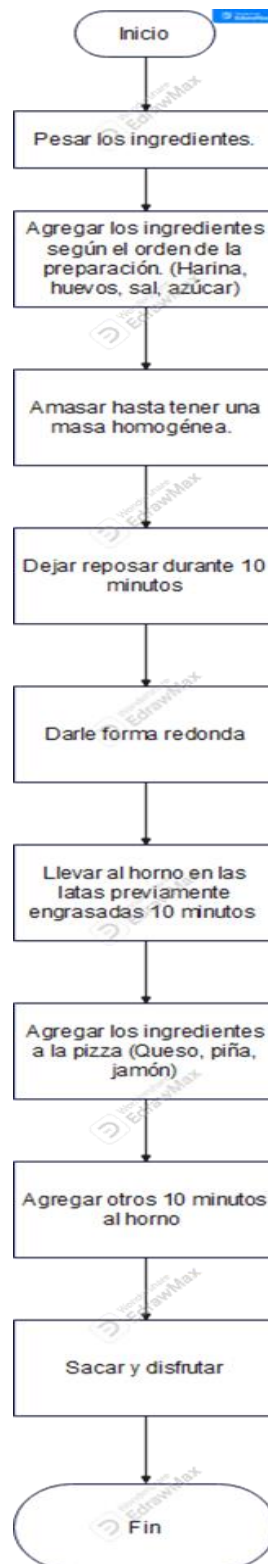 Inicio
Pesar los ingredientes.
Agregar los ingredientes
según el orden de la
preparación. (Harina,
huevos, sal, azúcar)
Amasar hasta tener una
masa homogénea.
Dejar reposar durante 10
minutos
Darle forma redonda
Llevar al horno en las
latas previamente
engrasadas 10 minutos
Agregar los ingredientes
a la pizza (Queso, piña,
jamón)
Agregar otros 10 minutos
al horno
Sacar y disfrutar
Fin